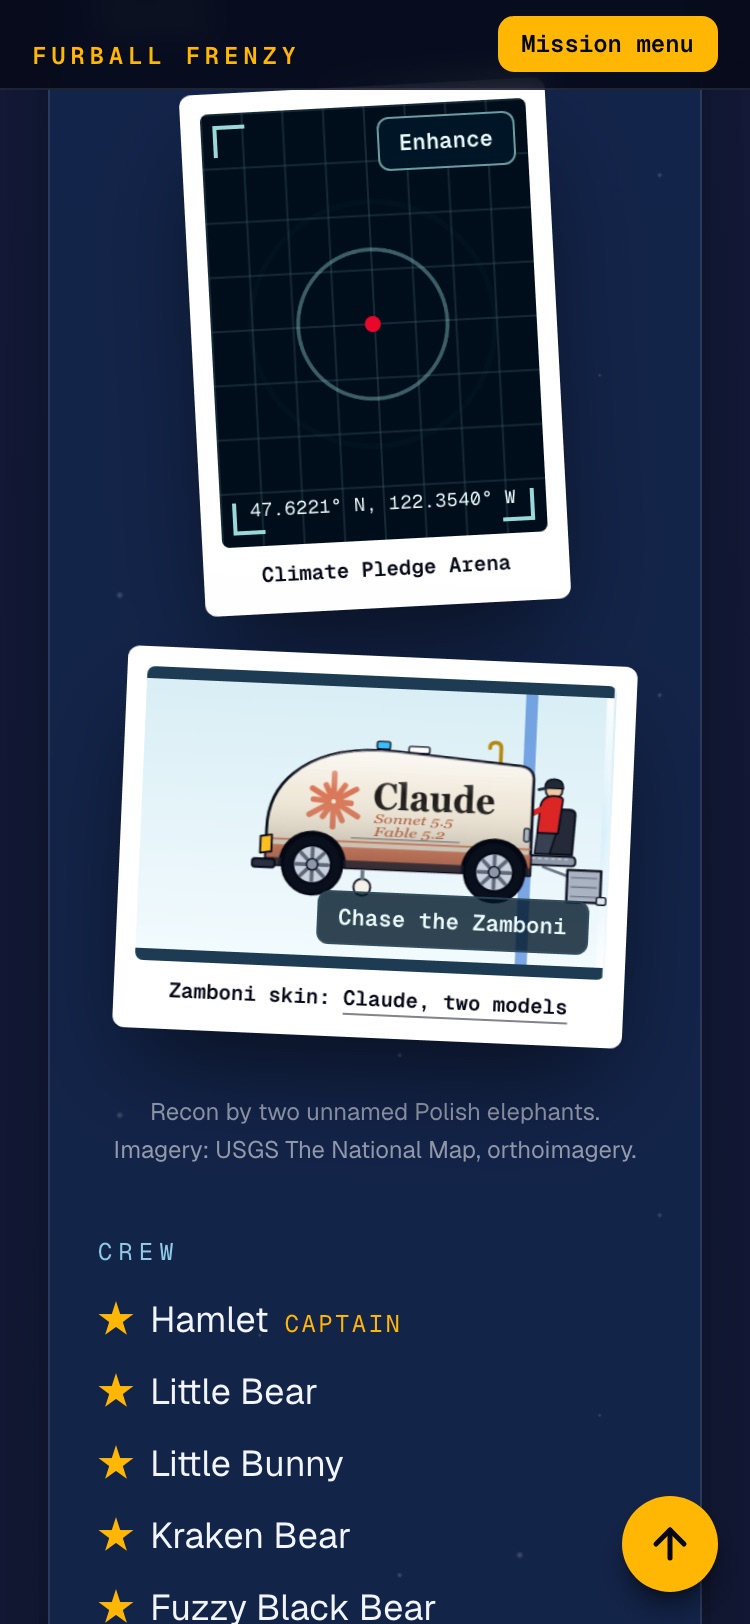 FURBALL FRENZY
Mission menu
Enhance
47.6221° N, 122.3540° W
Climate Pledge Arena
Claude
Sonnet 5.5
Fable 5.2
Chase the Zamboni
Zamboni skin: Claude, two models
Recon by two unnamed Polish elephants.
Imagery: USGS The National Map, orthoimagery.
CREW
Hamlet CAPTAIN
Little Bear
Little Bunny
Kraken Bear
Fuzzy Black Bear